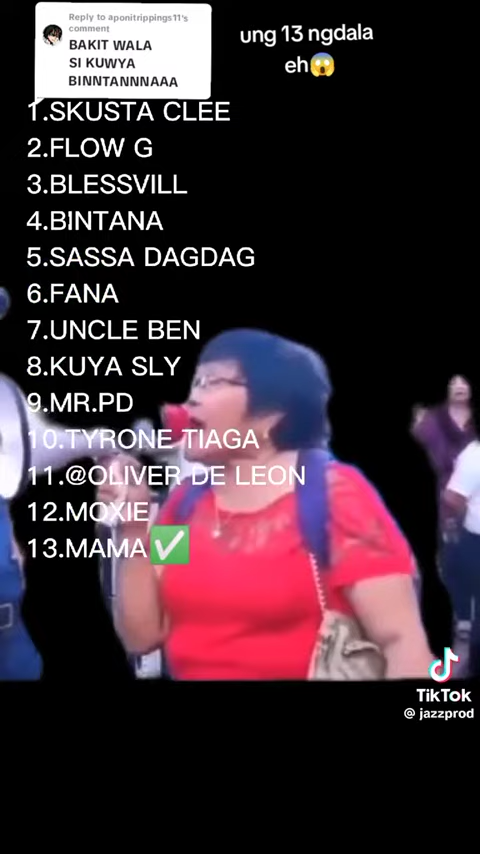 Reply to aponitrippings11's
comment
BAKIT WALA
SI KUWYA
BINNTANNNAAA
ung 13 ngdala
eh😱
1.SKUSTA CLEE
2.FLOW G
3.BLESSVILL
4.BINTANA
5.SASSA DAGDAG
6.FANA
7.UNCLE BEN
8.KUYA SLY
9.MR.PD
10.TYRONE TIAGA
11.@OLIVER DE LEON
12.MOXIE
13.MAMA✅
TikTok
@ jazzprod